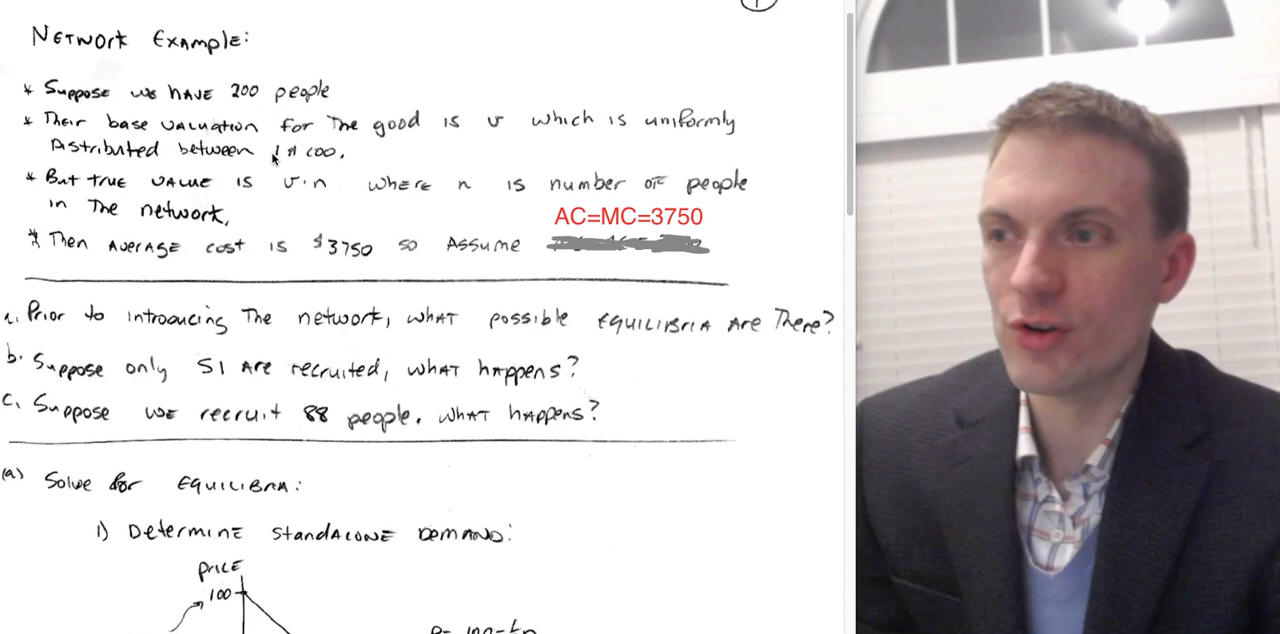 1
Network Example:
* Suppose we have 200 people
* Their base valuation for the good is v which is uniformly
Distributed between 1 & 100.
* But true value is v·n where n is number of people
in the network.
AC=MC=3750
* Then average cost is $3750 so Assume
a. Prior to introducing the network, what possible equilibria are there?
b. Suppose only 51 are recruited, what happens?
c. Suppose we recruit 88 people. What happens?
(a) Solve for Equilibria:
1) Determine standalone demand:
price
100